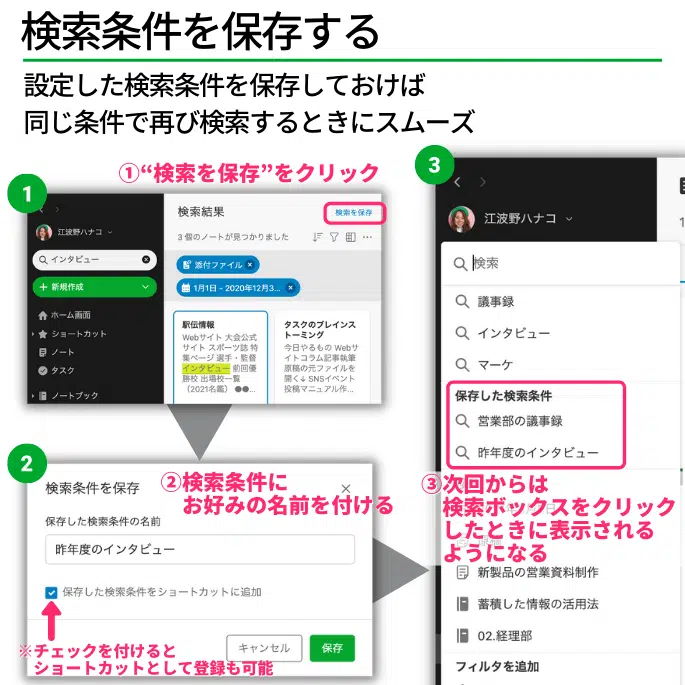 検索条件を保存する
設定した検索条件を保存しておけば
同じ条件で再び検索するときにスムーズ
①“検索を保存”をクリック
1
江波野ハナコ
インタビュー
+ 新規作成
ホーム画面
ショートカット
ノート
タスク
ノートブック
検索結果
検索を保存
3 個のノートが見つかりました
添付ファイル
1月1日 - 2020年12月3...
駅伝情報
Webサイト 大会公式
サイト スポーツ誌 特
集ページ 選手・監督
インタビュー 前回優
勝校 出場校一覧
（2021名鑑） ●●...
タスクのブレインス
トーミング
今日やるもの Webサ
イトコラム記事執筆
原稿の元ファイルを
開く↓ SNSイベント
投稿マニュアル作...
2
②検索条件に
お好みの名前を付ける
検索条件を保存
保存した検索条件の名前
昨年度のインタビュー
保存した検索条件をショートカットに追加
※チェックを付けると
ショートカットとして登録も可能
キャンセル
保存
3
江波野ハナコ
検索
議事録
インタビュー
マーケ
保存した検索条件
営業部の議事録
昨年度のインタビュー
③次回からは
検索ボックスをクリック
したときに表示される
ようになる
新製品の営業資料制作
蓄積した情報の活用法
02.経理部
フィルタを追加